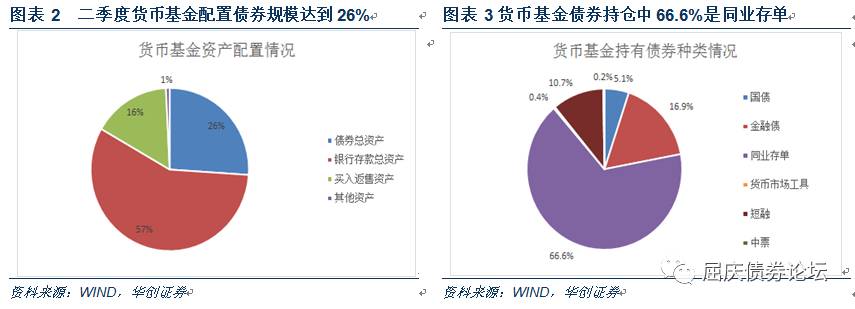 图表 2 二季度货币基金配置债券规模达到 26%
货币基金资产配置情况
1%
16%
26%
57%
债券总资产
银行存款总资产
买入返售资产
其他资产
资料来源：WIND，华创证券
图表 3 货币基金债券持仓中 66.6%是同业存单
货币基金持有债券种类情况
0.2%
5.1%
10.7%
0.4%
16.9%
66.6%
国债
金融债
同业存单
货币市场工具
短融
中票
资料来源：WIND，华创证券
屈庆债券论坛